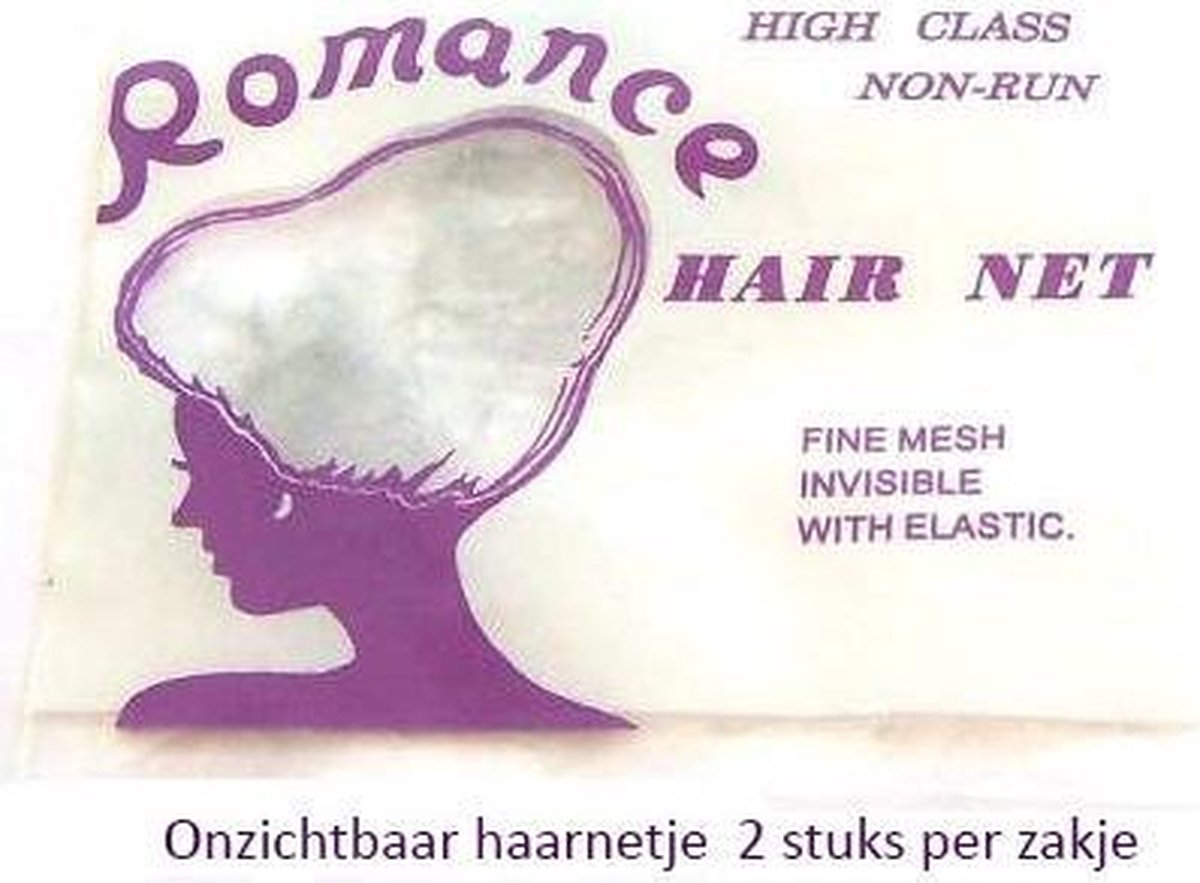 Romance
HIGH CLASS
NON-RUN
HAIR NET
FINE MESH
INVISIBLE
WITH ELASTIC.
Onzichtbaar haarnetje 2 stuks per zakje